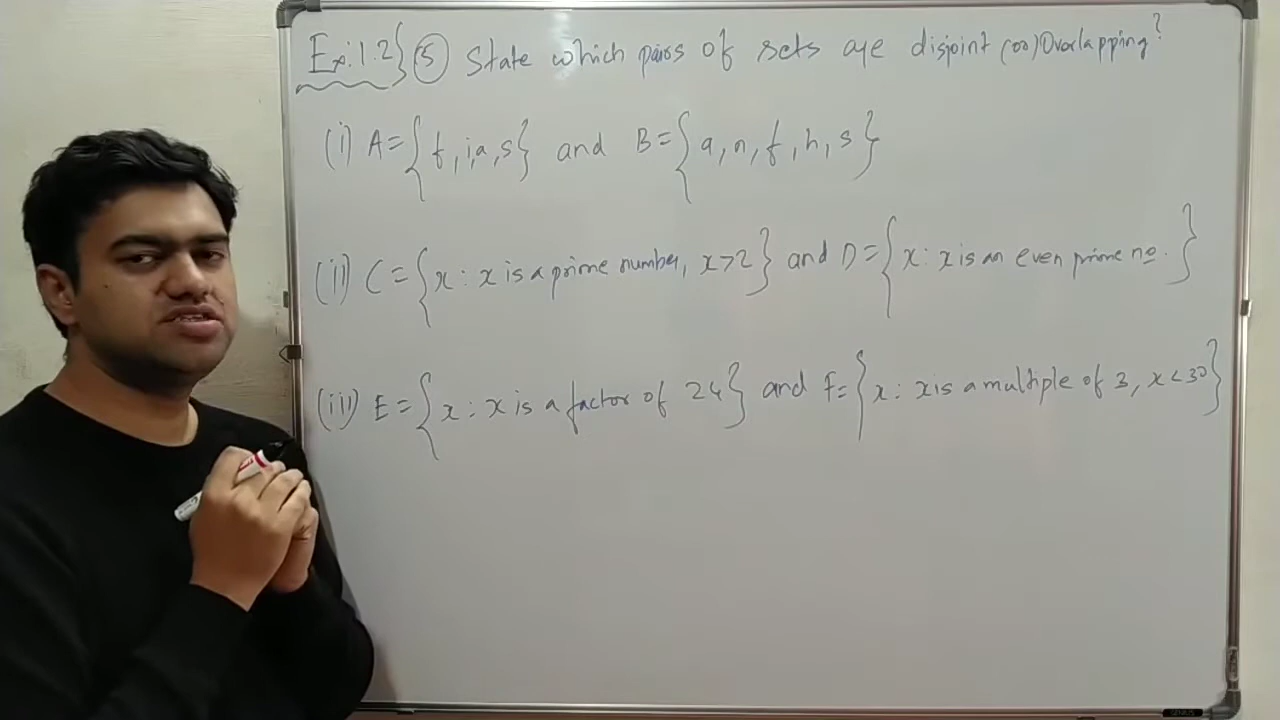 Ex:1.2} ⑤ State which pairs of sets are disjoint (or) Overlapping?
(i) A={f,i,a,s} and B={a,n,f,h,s}
(ii) C={x: x is a prime number, x>2} and D={x: x is an even prime no.}
(iii) E={x: x is a factor of 24} and F={x: x is a multiple of 3, x<30}